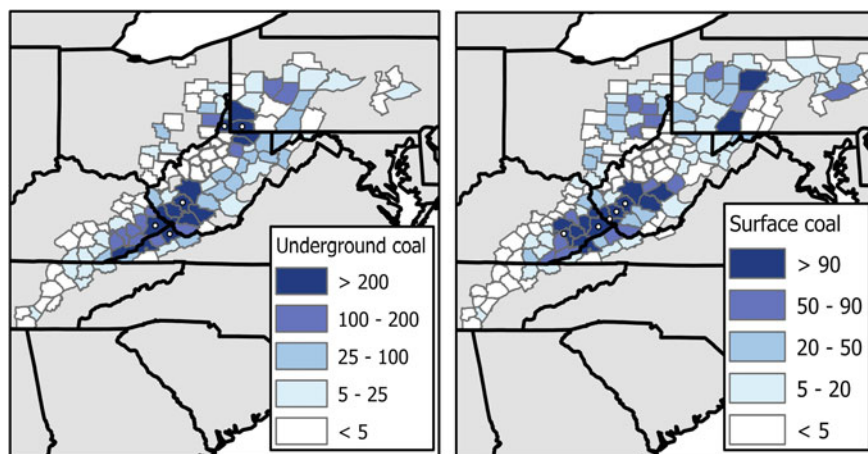 Underground coal
> 200
100 - 200
25 - 100
5 - 25
< 5
Surface coal
> 90
50 - 90
20 - 50
5 - 20
< 5